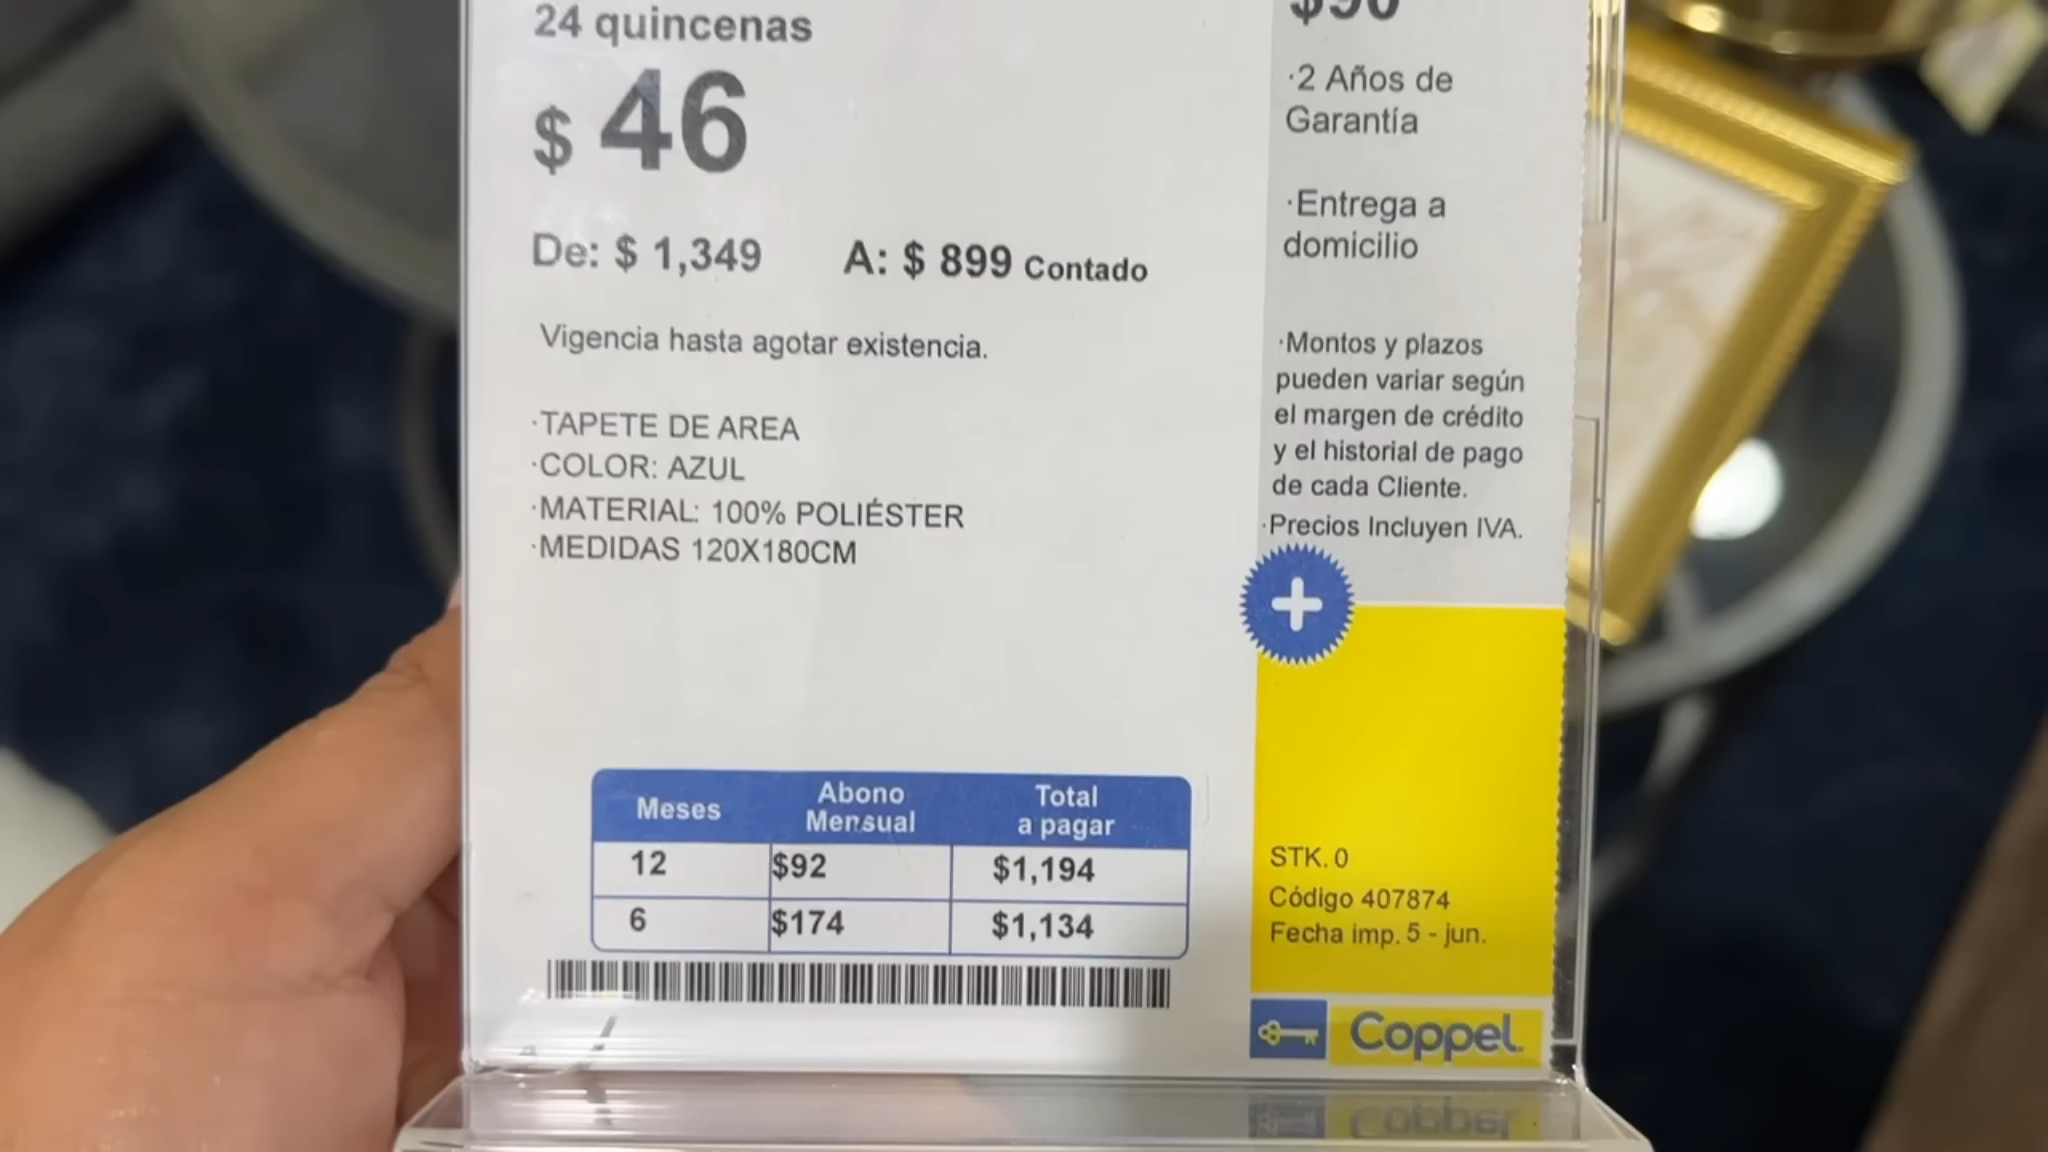 24 quincenas
$ 46
De: $ 1,349 A: $ 899 Contado
Vigencia hasta agotar existencia.
·TAPETE DE AREA
·COLOR: AZUL
·MATERIAL: 100% POLIÉSTER
·MEDIDAS 120X180CM
Meses Abono Mensual Total a pagar
12 $92 $1,194
6 $174 $1,134
·2 Años de
Garantía
·Entrega a
domicilio
·Montos y plazos
pueden variar según
el margen de crédito
y el historial de pago
de cada Cliente.
·Precios Incluyen IVA.
+
STK. 0
Código 407874
Fecha imp. 5 - jun.
Coppel.